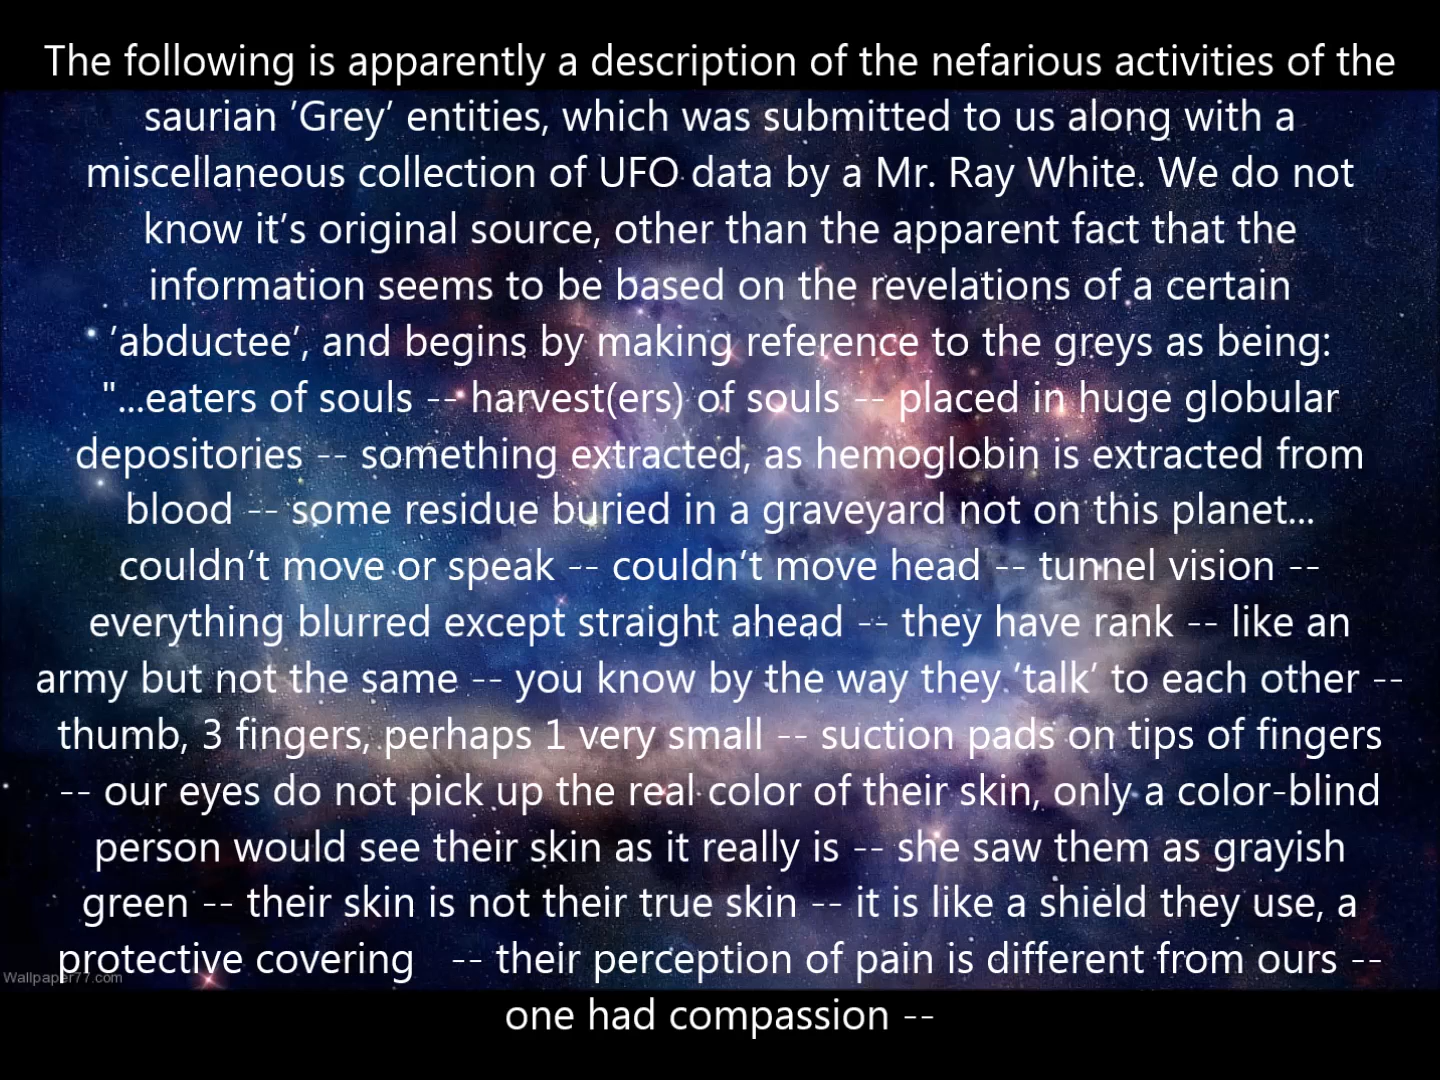 The following is apparently a description of the nefarious activities of the
saurian ‘Grey’ entities, which was submitted to us along with a
miscellaneous collection of UFO data by a Mr. Ray White. We do not
know it’s original source, other than the apparent fact that the
information seems to be based on the revelations of a certain
‘abductee’, and begins by making reference to the greys as being:
"...eaters of souls -- harvest(ers) of souls -- placed in huge globular
depositories -- something extracted, as hemoglobin is extracted from
blood -- some residue buried in a graveyard not on this planet...
couldn’t move or speak -- couldn’t move head -- tunnel vision --
everything blurred except straight ahead -- they have rank -- like an
army but not the same -- you know by the way they ‘talk’ to each other --
thumb, 3 fingers, perhaps 1 very small -- suction pads on tips of fingers
-- our eyes do not pick up the real color of their skin, only a color-blind
person would see their skin as it really is -- she saw them as grayish
green -- their skin is not their true skin -- it is like a shield they use, a
protective covering -- their perception of pain is different from ours --
Wallpaper77.com
one had compassion --